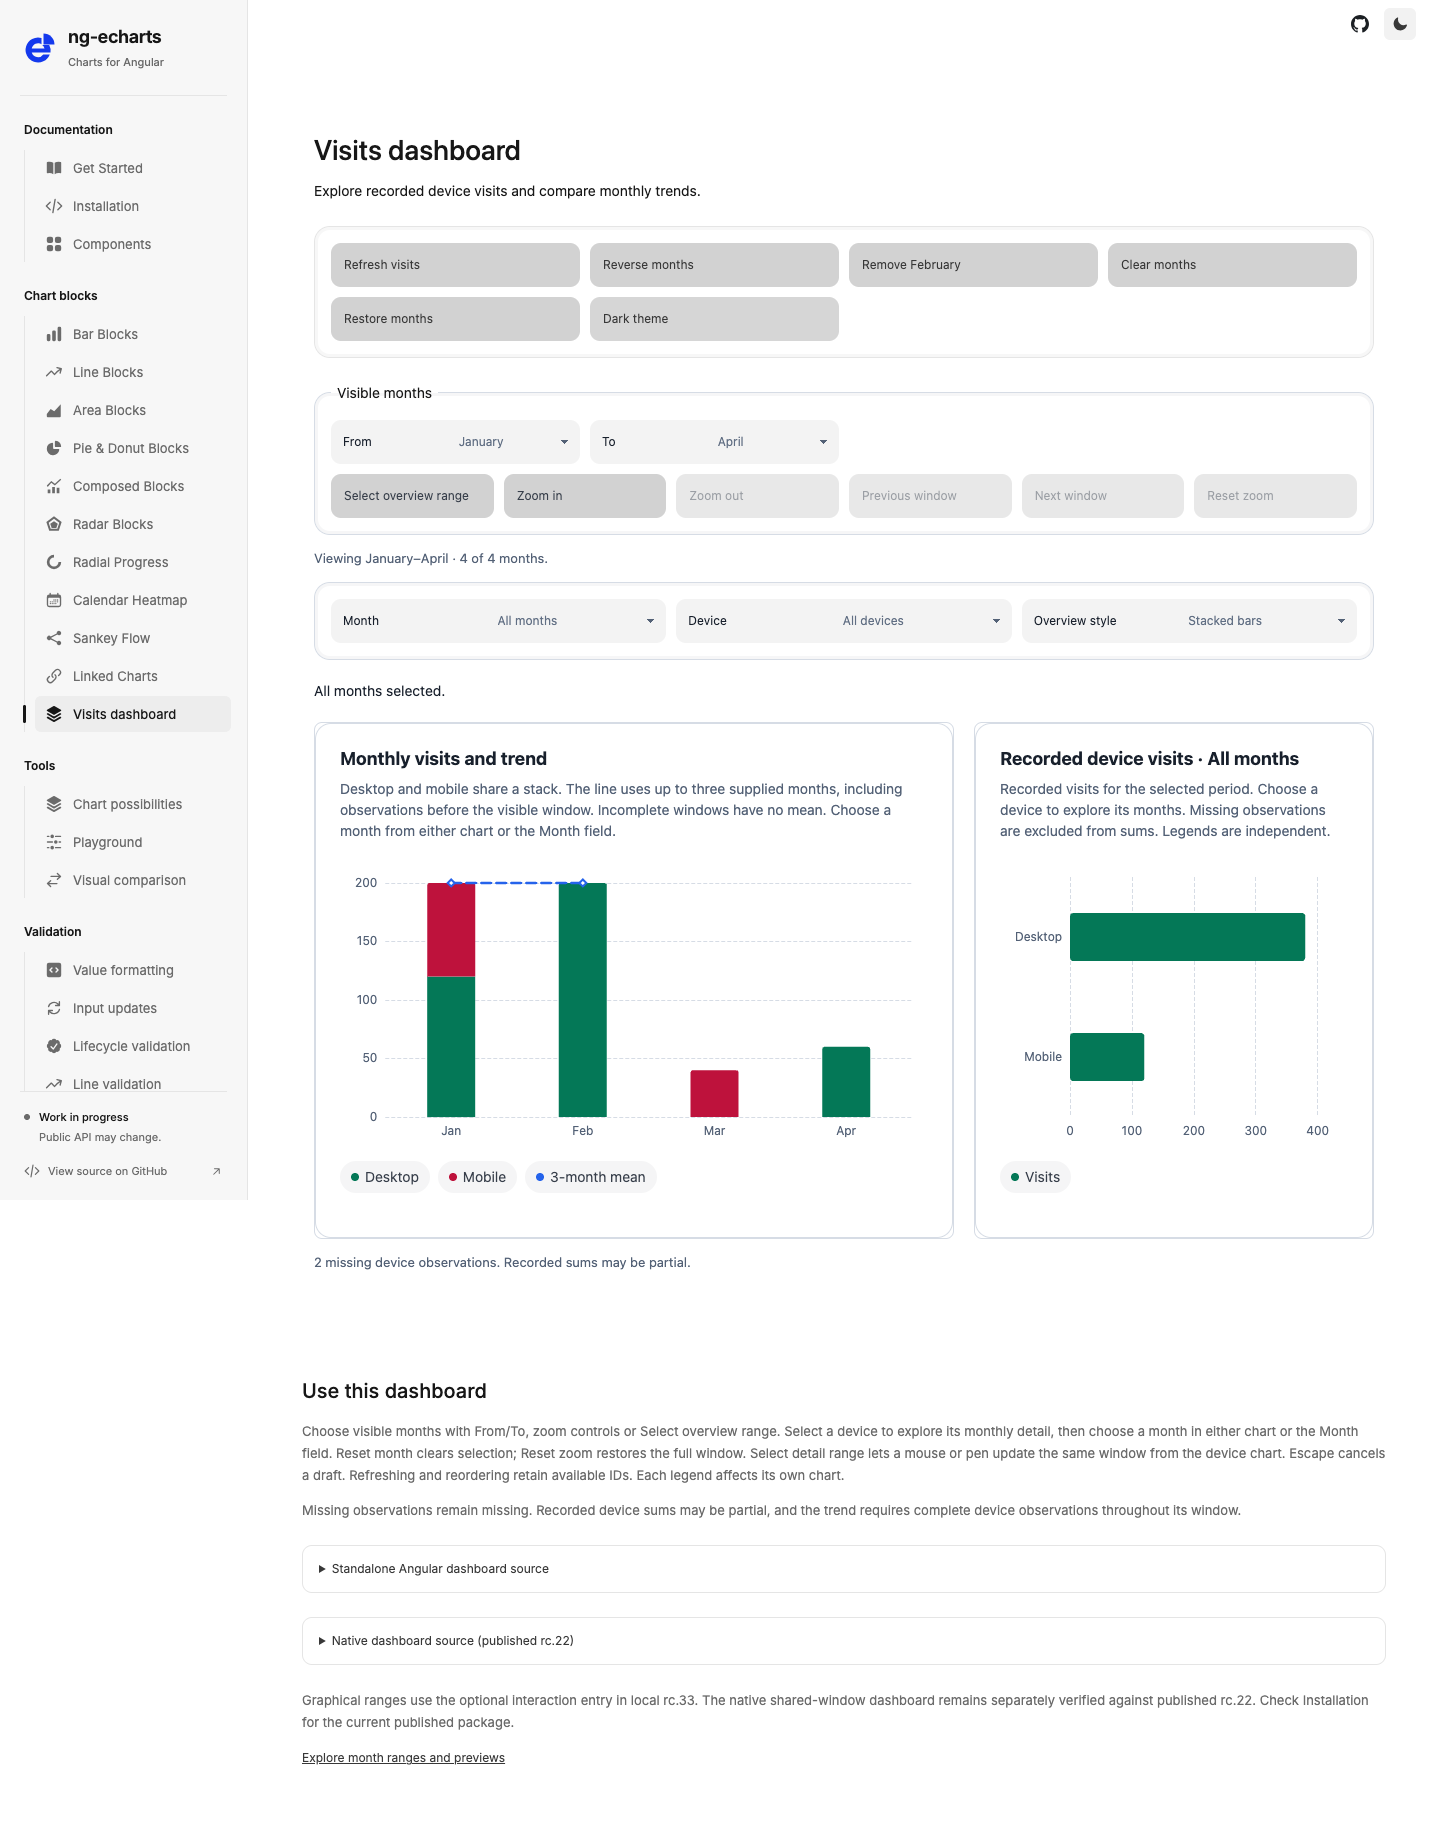 ng-echarts
Charts for Angular
Documentation
Get Started
Installation
Components
Chart blocks
Bar Blocks
Line Blocks
Area Blocks
Pie & Donut Blocks
Composed Blocks
Radar Blocks
Radial Progress
Calendar Heatmap
Sankey Flow
Linked Charts
Visits dashboard
Tools
Chart possibilities
Playground
Visual comparison
Validation
Value formatting
Input updates
Lifecycle validation
Line validation
Work in progress
Public API may change.
View source on GitHub
Visits dashboard
Explore recorded device visits and compare monthly trends.
Refresh visits
Reverse months
Remove February
Clear months
Restore months
Dark theme
Visible months
From January
To April
Select overview range
Zoom in
Zoom out
Previous window
Next window
Reset zoom
Viewing January–April · 4 of 4 months.
Month All months
Device All devices
Overview style Stacked bars
All months selected.
Monthly visits and trend
Desktop and mobile share a stack. The line uses up to three supplied months, including
observations before the visible window. Incomplete windows have no mean. Choose a
month from either chart or the Month field.
200
150
100
50
0
Jan Feb Mar Apr
Desktop Mobile 3-month mean
Recorded device visits · All months
Recorded visits for the selected period. Choose a
device to explore its months. Missing observations
are excluded from sums. Legends are independent.
Desktop
Mobile
0 100 200 300 400
Visits
2 missing device observations. Recorded sums may be partial.
Use this dashboard
Choose visible months with From/To, zoom controls or Select overview range. Select a device to explore its monthly detail, then choose a month in either chart or the Month
field. Reset month clears selection; Reset zoom restores the full window. Select detail range lets a mouse or pen update the same window from the device chart. Escape cancels
a draft. Refreshing and reordering retain available IDs. Each legend affects its own chart.
Missing observations remain missing. Recorded device sums may be partial, and the trend requires complete device observations throughout its window.
Standalone Angular dashboard source
Native dashboard source (published rc.22)
Graphical ranges use the optional interaction entry in local rc.33. The native shared-window dashboard remains separately verified against published rc.22. Check Installation
for the current published package.
Explore month ranges and previews